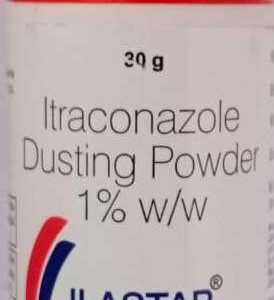 30 g
Itraconazole
Dusting Powder
1% w/w
®